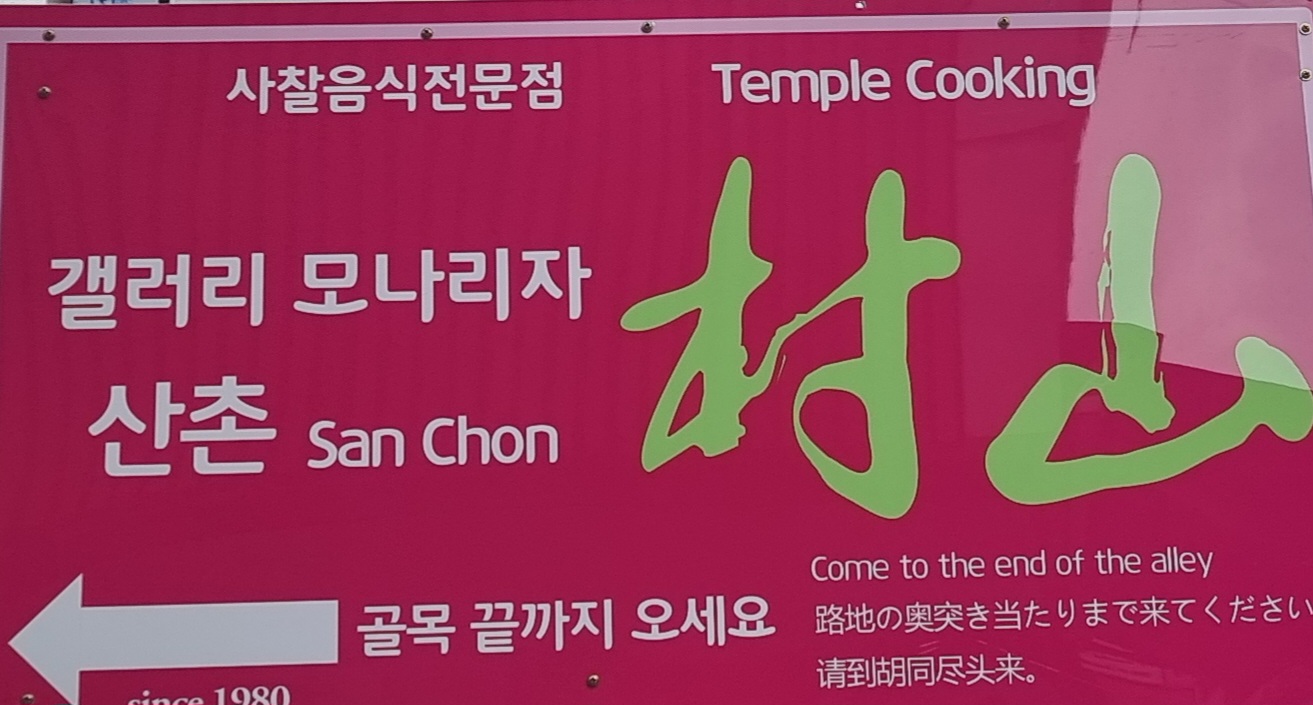 사찰음식전문점 Temple Cooking
갤러리 모나리자
산촌 San Chon
村山
Come to the end of the alley
골목 끝까지 오세요
路地の奥突き当たりまで来てください
请到胡同尽头来。
since 1980